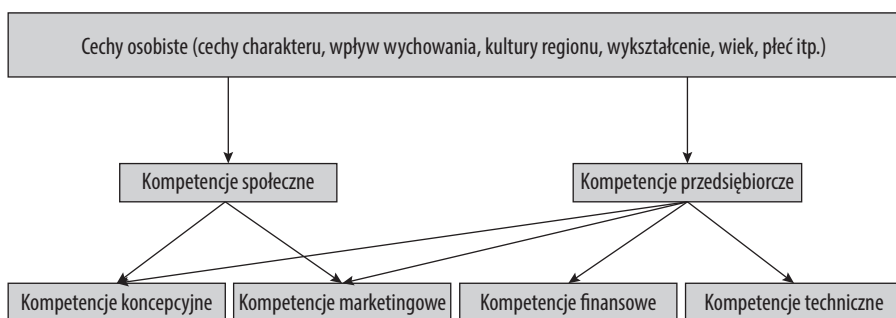 Cechy osobiste (cechy charakteru, wpływ wychowania, kultury regionu, wykształcenie, wiek, płeć itp.)
Kompetencje społeczne
Kompetencje przedsiębiorcze
Kompetencje koncepcyjne
Kompetencje marketingowe
Kompetencje finansowe
Kompetencje techniczne